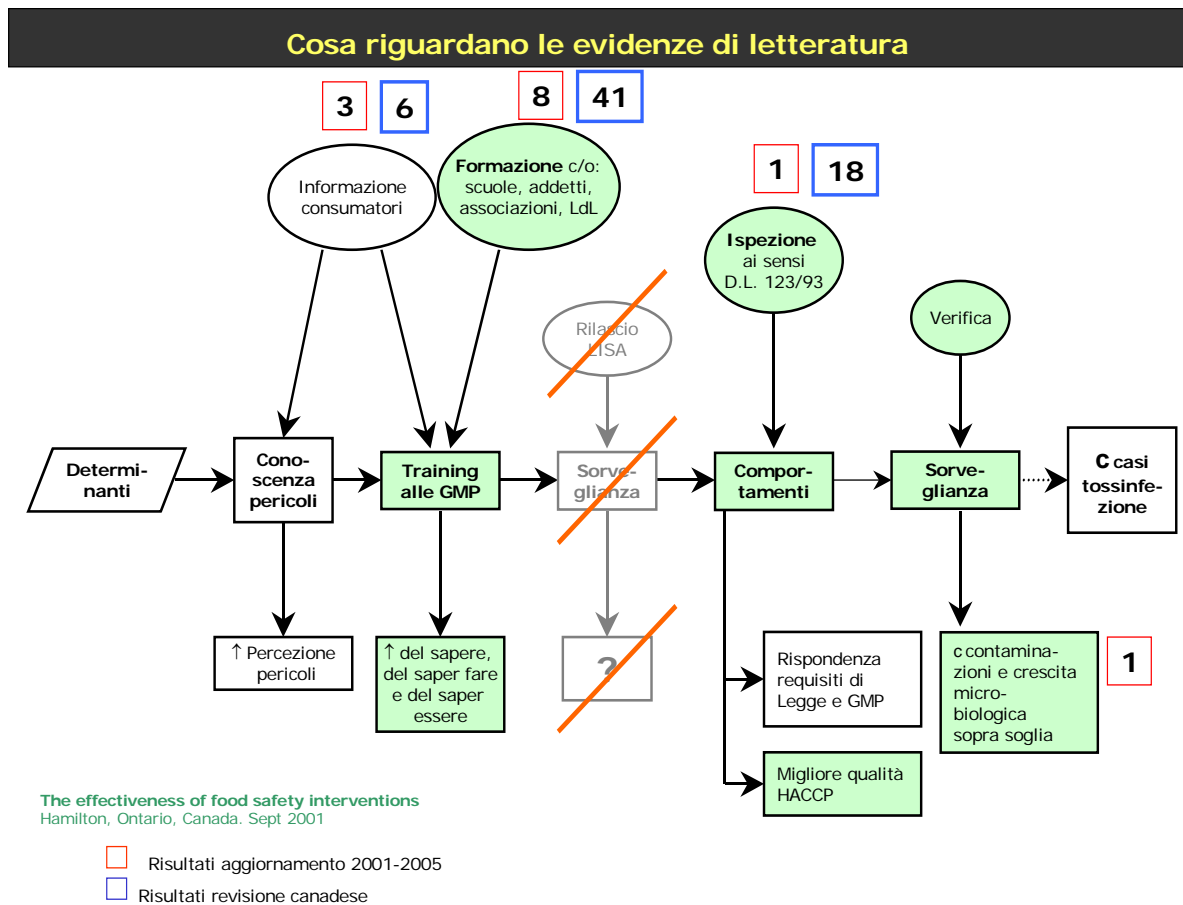 Cosa riguardano le evidenze di letteratura
3 6
8 41
1 18
Informazione
consumatori
Formazione c/o:
scuole, addetti,
associazioni, LdL
Ispezione
ai sensi
D.L. 123/93
Rilascio
LISA
Verifica
Determi-
nanti
Cono-
scenza
pericoli
Training
alle GMP
Sorve-
glianza
Compor-
tamenti
Sorve-
glianza
C casi
tossinfe-
zione
↑ Percezione
pericoli
↑ del sapere,
del saper fare
e del saper
essere
?
Rispondenza
requisiti di
Legge e GMP
Migliore qualità
HACCP
c contamina-
zioni e crescita
micro-
biologica
sopra soglia
1
The effectiveness of food safety interventions
Hamilton, Ontario, Canada. Sept 2001
Risultati aggiornamento 2001-2005
Risultati revisione canadese